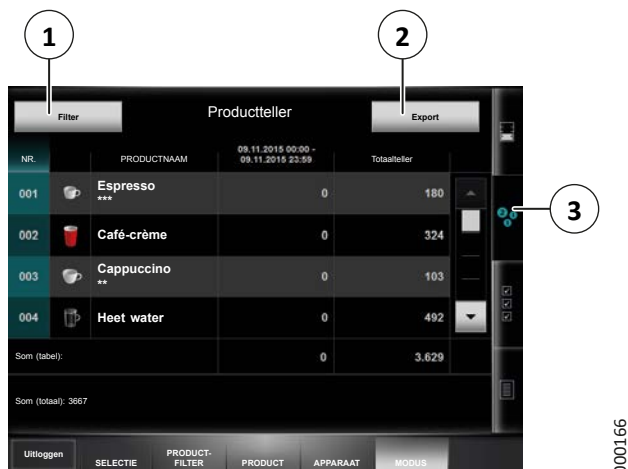 1
2
Filter
Productteller
Export
NR.
PRODUCTNAAM
09.11.2015 00:00 -
09.11.2015 23:59
Totaalteller
001 Espresso 0 180
***
002 Café-crème 0 324
3
003 Cappuccino 0 103
**
004 Heet water 0 492
Som (tabel): 0 3.629
Som (totaal): 3667
Uitloggen
SELECTIE
PRODUCT-
FILTER
PRODUCT
APPARAAT
MODUS